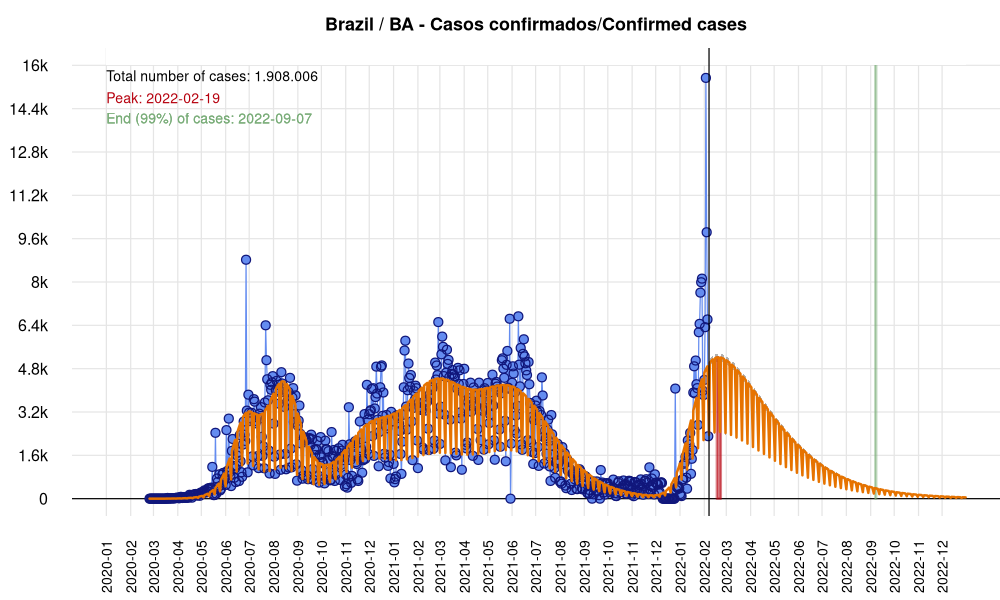 Brazil / BA - Casos confirmados/Confirmed cases
16k
Total number of cases: 1.908.006
Peak: 2022-02-19
14.4k
End (99%) of cases: 2022-09-07
12.8k
11.2k
9.6k
8k
6.4k
4.8k
3.2k
1.6k
0
2020-01
2020-02
2020-03
2020-04
2020-05
2020-06
2020-07
2020-08
2020-09
2020-10
2020-11
2020-12
2021-01
2021-02
2021-03
2021-04
2021-05
2021-06
2021-07
2021-08
2021-09
2021-10
2021-11
2021-12
2022-01
2022-02
2022-03
2022-04
2022-05
2022-06
2022-07
2022-08
2022-09
2022-10
2022-11
2022-12